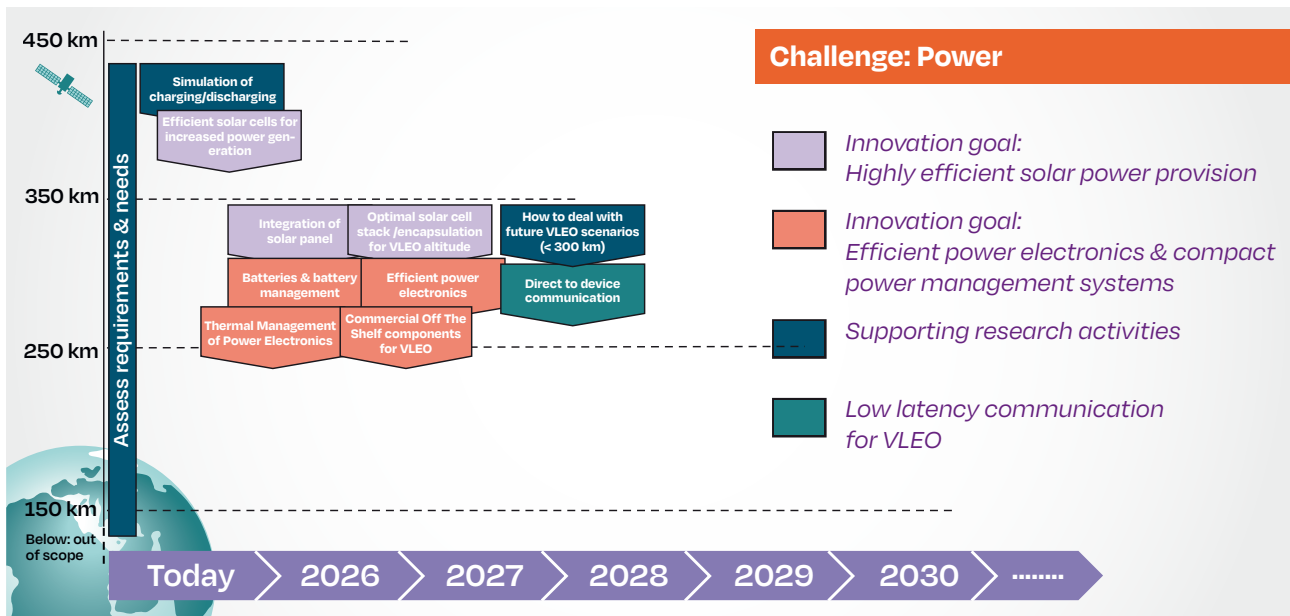 450 km
350 km
250 km
150 km
Below: out
of scope
Assess requirements & needs
Simulation of
charging/discharging
Efficient solar cells for
increased power gen-
eration
Integration of
solar panel
Optimal solar cell
stack /encapsulation
for VLEO altitude
How to deal with
future VLEO scenarios
(< 300 km)
Batteries & battery
management
Efficient power
electronics
Direct to device
communication
Thermal Management
of Power Electronics
Commercial Off The
Shelf components
for VLEO
Challenge: Power
Innovation goal:
Highly efficient solar power provision
Innovation goal:
Efficient power electronics & compact
power management systems
Supporting research activities
Low latency communication
for VLEO
Today
2026
2027
2028
2029
2030
........